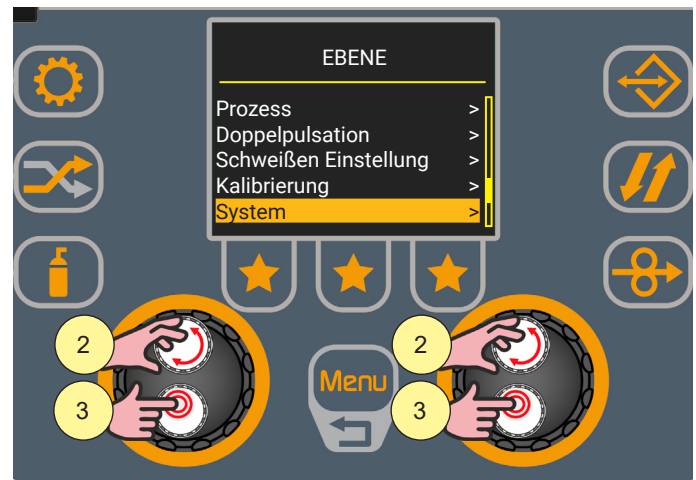 EBENE
Prozess >
Doppelpulsation >
Schweißen Einstellung >
Kalibrierung >
System >
2
2
3
Menu
3